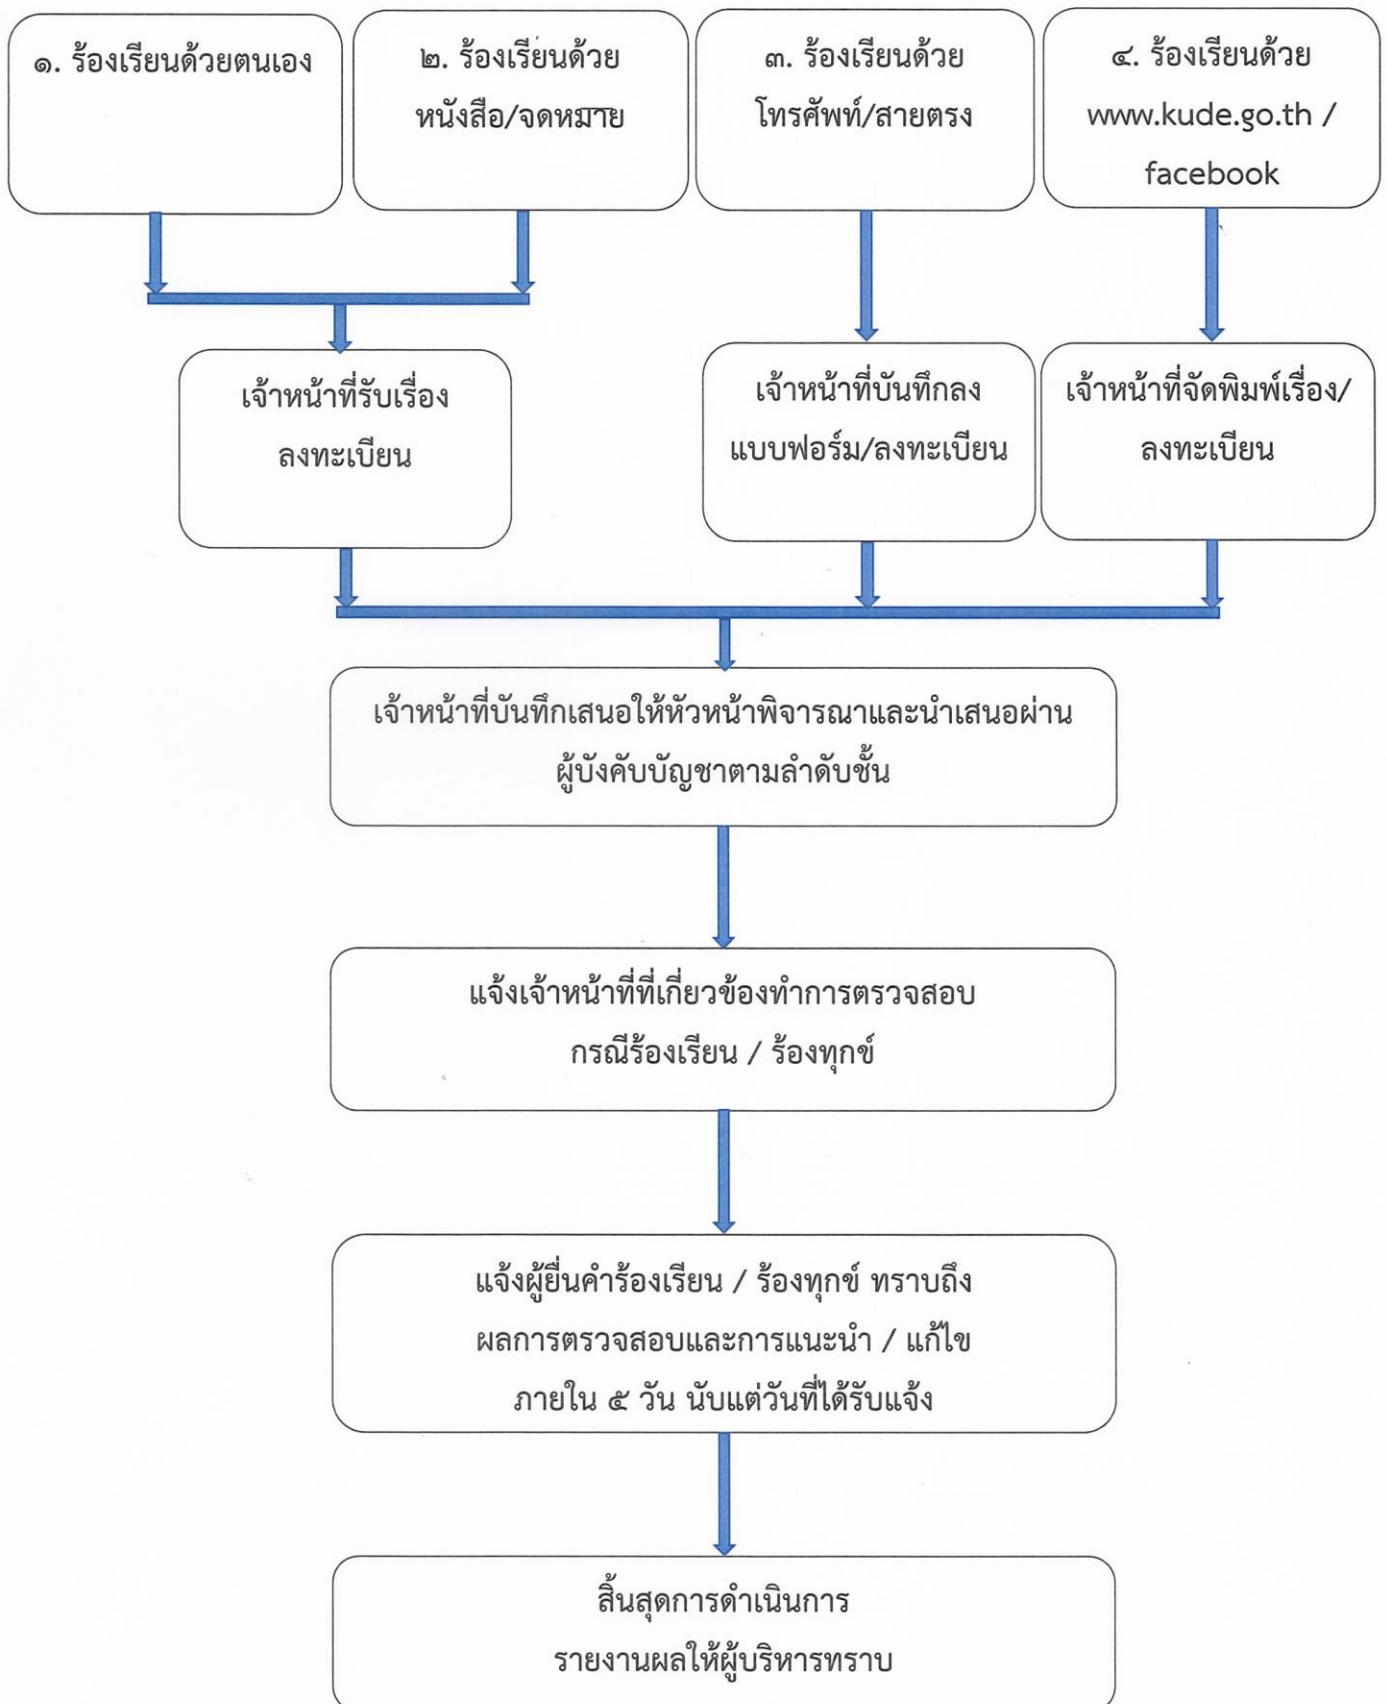 ๑. ร้องเรียนด้วยตนเอง
๒. ร้องเรียนด้วย
หนังสือ/จดหมาย
๓. ร้องเรียนด้วย
โทรศัพท์/สายตรง
๔. ร้องเรียนด้วย
www.kude.go.th /
facebook
เจ้าหน้าที่รับเรื่อง
ลงทะเบียน
เจ้าหน้าที่บันทึกลง
แบบฟอร์ม/ลงทะเบียน
เจ้าหน้าที่จัดพิมพ์เรื่อง/
ลงทะเบียน
เจ้าหน้าที่บันทึกเสนอให้หัวหน้าพิจารณาและนำเสนอผ่าน
ผู้บังคับบัญชาตามลำดับชั้น
แจ้งเจ้าหน้าที่ที่เกี่ยวข้องทำการตรวจสอบ
กรณีร้องเรียน / ร้องทุกข์
แจ้งผู้ยื่นคำร้องเรียน / ร้องทุกข์ ทราบถึง
ผลการตรวจสอบและการแนะนำ / แก้ไข
ภายใน ๕ วัน นับแต่วันที่ได้รับแจ้ง
สิ้นสุดการดำเนินการ
รายงานผลให้ผู้บริหารทราบ